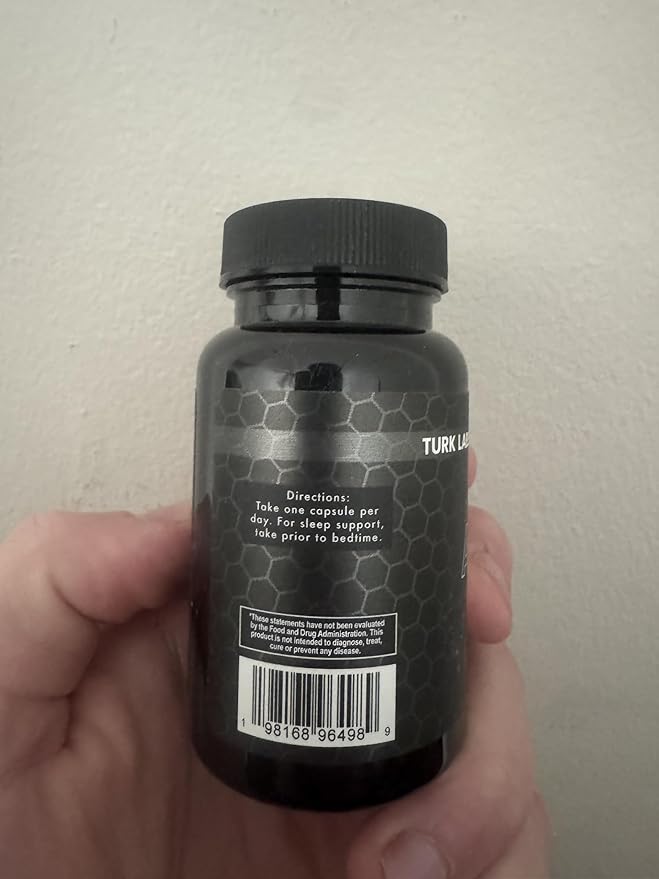 TURK LAB
Directions:
Take one capsule per
day. For sleep support,
take prior to bedtime.
*These statements have not been evaluated
by the Food and Drug Administration. This
product is not intended to diagnose, treat,
cure or prevent any disease.
1 98168 96498 9